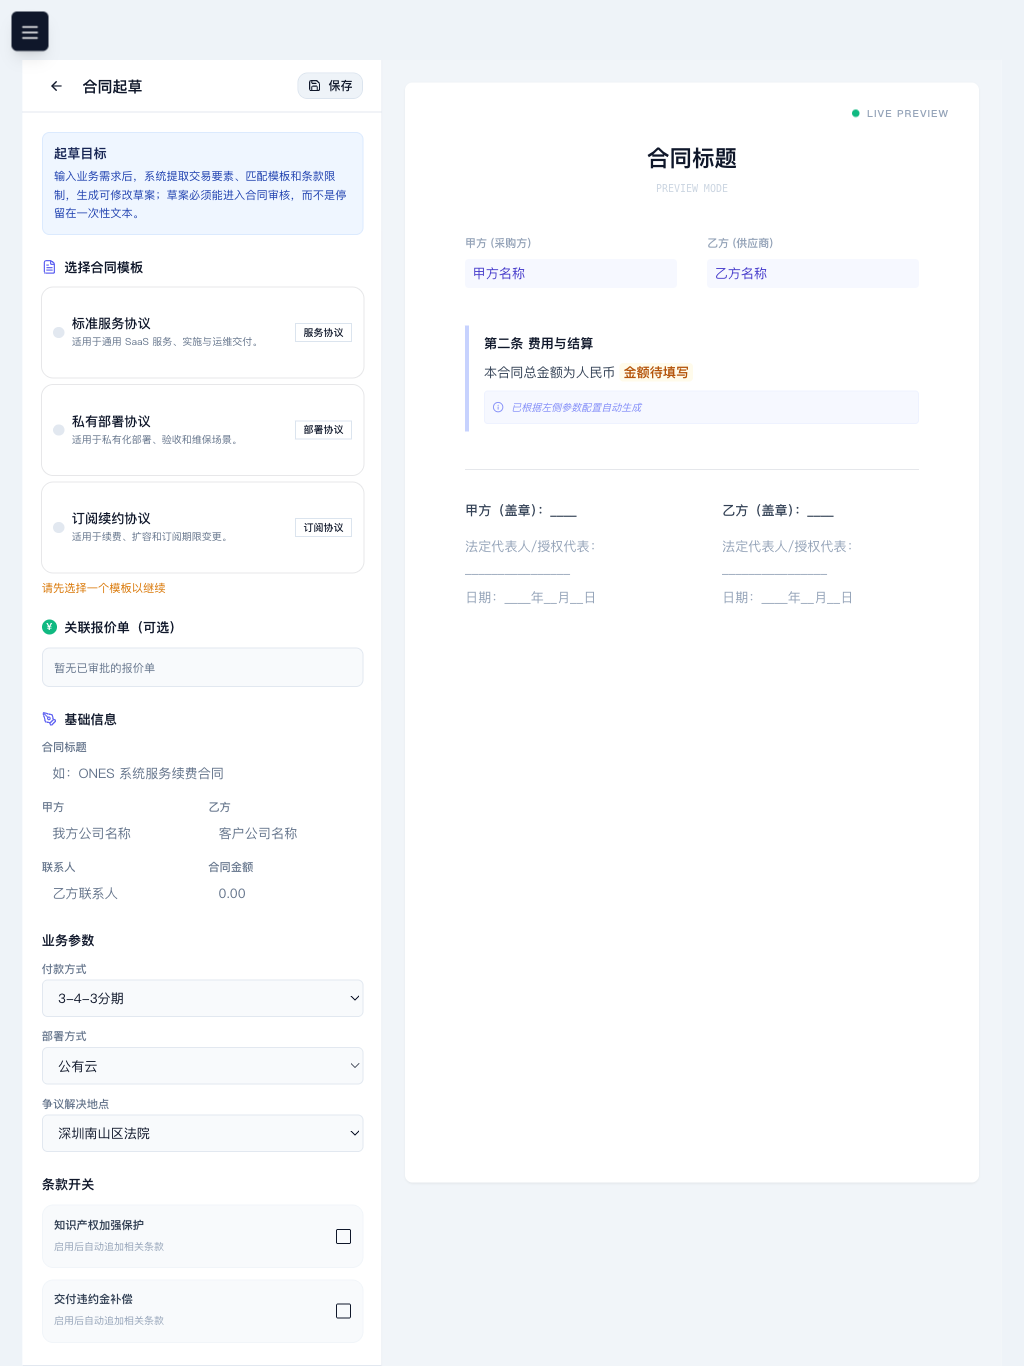 合同起草
保存
起草目标
输入业务需求后，系统提取交易要素、匹配模板和条款限
制，生成可修改草案；草案必须能进入合同审核，而不是停
留在一次性文本。
选择合同模板
标准服务协议
适用于通用 SaaS 服务、实施与运维交付。
服务协议
私有部署协议
适用于私有化部署、验收和维保场景。
部署协议
订阅续约协议
适用于续费、扩容和订阅期限变更。
订阅协议
请先选择一个模板以继续
¥ 关联报价单（可选）
暂无已审批的报价单
基础信息
合同标题
如：ONES 系统服务续费合同
甲方 乙方
我方公司名称 客户公司名称
联系人 合同金额
乙方联系人 0.00
业务参数
付款方式
3-4-3分期
部署方式
公有云
争议解决地点
深圳南山区法院
条款开关
知识产权加强保护
启用后自动追加相关条款
交付违约金补偿
启用后自动追加相关条款
LIVE PREVIEW
合同标题
PREVIEW MODE
甲方 (采购方) 乙方 (供应商)
甲方名称 乙方名称
第二条 费用与结算
本合同总金额为人民币 金额待填写
已根据左侧参数配置自动生成
甲方（盖章）：____ 乙方（盖章）：____
法定代表人/授权代表： 法定代表人/授权代表：
________________ ________________
日期：____年__月__日 日期：____年__月__日